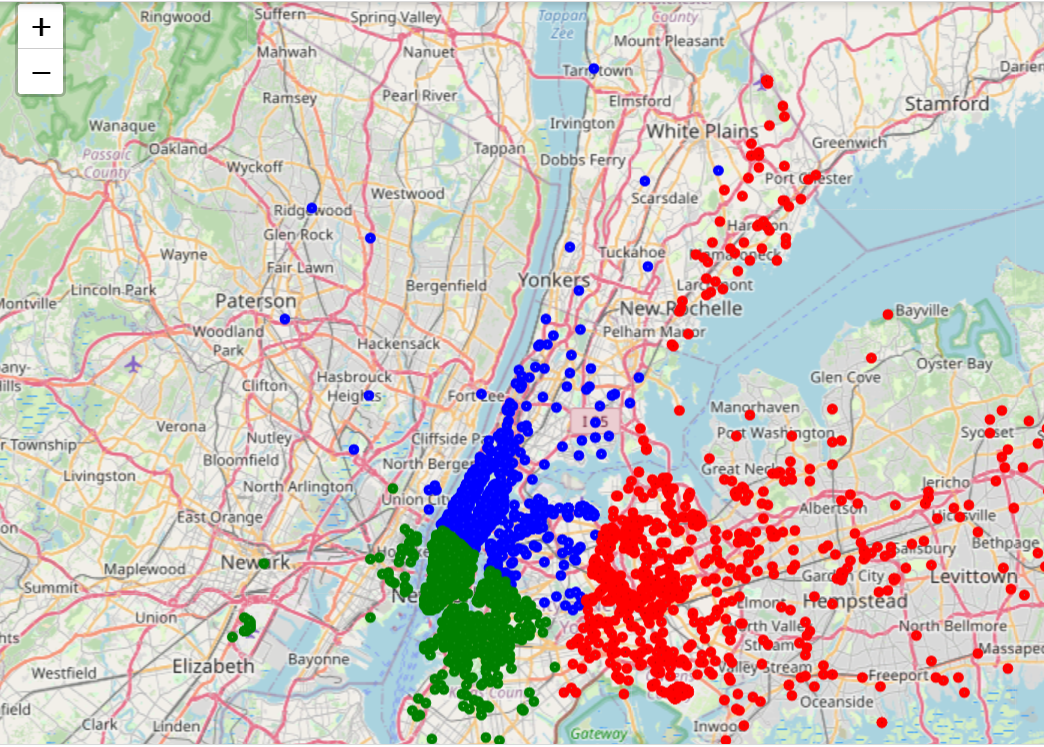 +
−
Ringwood
Suffern
Spring Valley
Tappan
Zee
County
Mahwah
Nanuet
Mount Pleasant
Darien
Tarrytown
Ramsey
Pearl River
Elmsford
Stamford
Wanaque
Irvington
White Plains
Oakland
Tappan
Greenwich
Passaic
County
Wyckoff
Dobbs Ferry
Port Chester
Westwood
Scarsdale
Ridgewood
Glen Rock
Harrison
Wayne
Tuckahoe
Mamaroneck
Fair Lawn
Yonkers
Lincoln Park
Bergenfield
Larchmont
Montville
Paterson
New Rochelle
Bayville
Woodland
Park
Pelham Manor
Hackensack
Oyster Bay
Hasbrouck
Heights
Glen Cove
Clifton
Fort Lee
Manorhaven
Verona
Port Washington
Syosset
Nutley
Cliffside Pa
Township
Bloomfield
North Bergen
Great Neck
Livingston
North Arlington
Union City
Jericho
East Orange
Albertson
Hicksville
Salisbury
Bethpage
Maplewood
Newark
Garden City
Levittown
Summit
Ne
Hempstead
Union
Elmont
North Valley
Stream
North Bellmore
Massapeq
Elizabeth
Bayonne
Valley Stream
Westfield
Kings County
Freeport
Oceanside
field
Clark
Linden
Gateway
Inwood